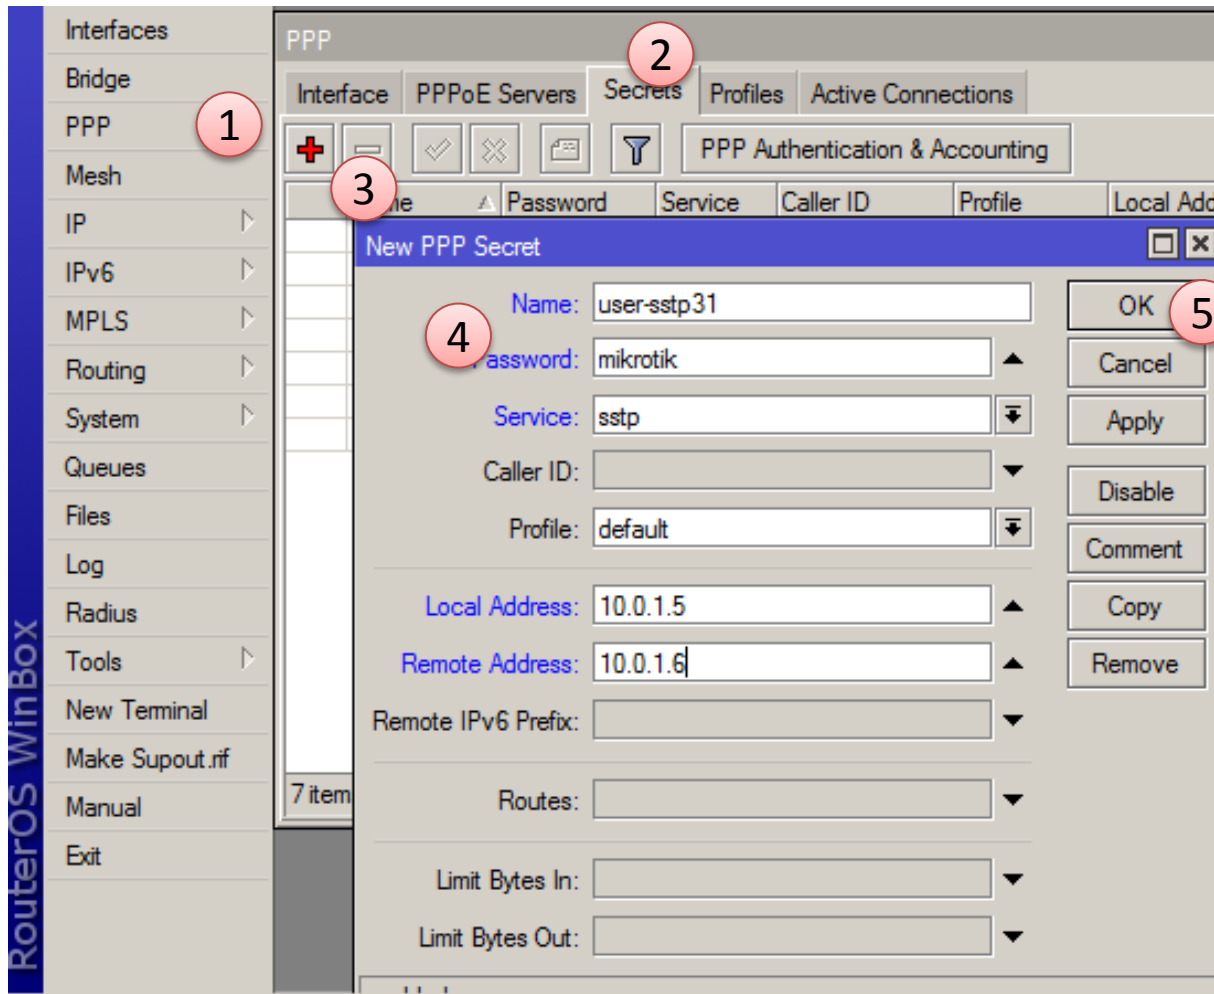 RouterOS WinBox
Interfaces
Bridge
PPP
1
Mesh
IP
IPv6
MPLS
Routing
System
Queues
Files
Log
Radius
Tools
New Terminal
Make Supout.rif
Manual
Exit
PPP
2
Interface PPPoE Servers Secrets Profiles Active Connections
PPP Authentication & Accounting
3
Password Service Caller ID Profile Local Add
New PPP Secret
Name: user-sstp31
OK
5
4
Password: mikrotik
Cancel
Service: sstp
Apply
Caller ID:
Disable
Profile: default
Comment
Local Address: 10.0.1.5
Copy
Remote Address: 10.0.1.6
Remove
Remote IPv6 Prefix:
7 item
Routes:
Limit Bytes In:
Limit Bytes Out: